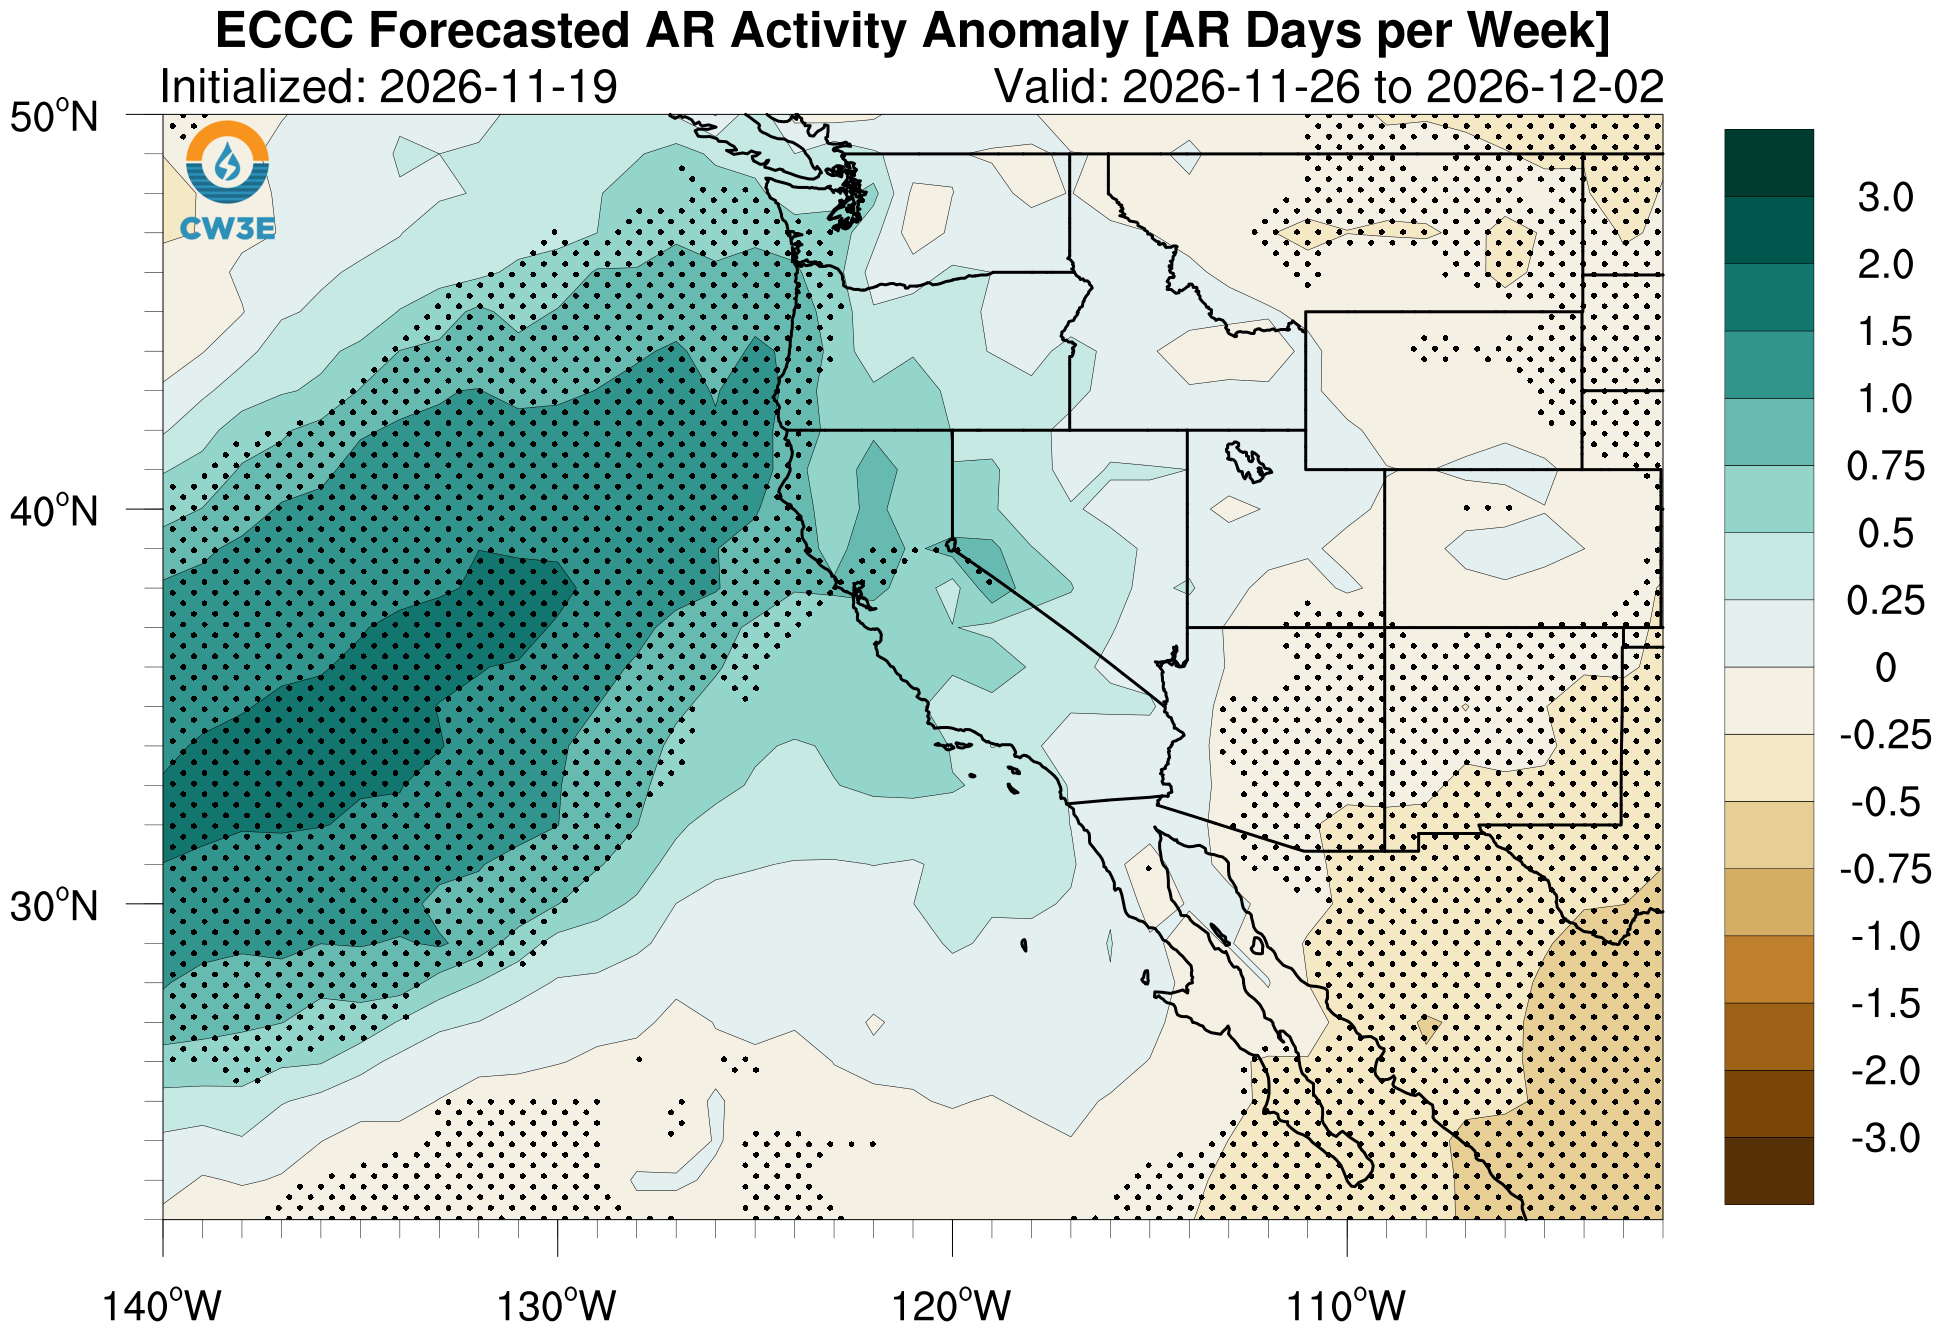 ECCC Forecasted AR Activity Anomaly [AR Days per Week]
Initialized: 2026-11-19
Valid: 2026-11-26 to 2026-12-02
50°N
40°N
30°N
CW3E
140°W
130°W
120°W
110°W
3.0
2.0
1.5
1.0
0.75
0.5
0.25
0
-0.25
-0.5
-0.75
-1.0
-1.5
-2.0
-3.0